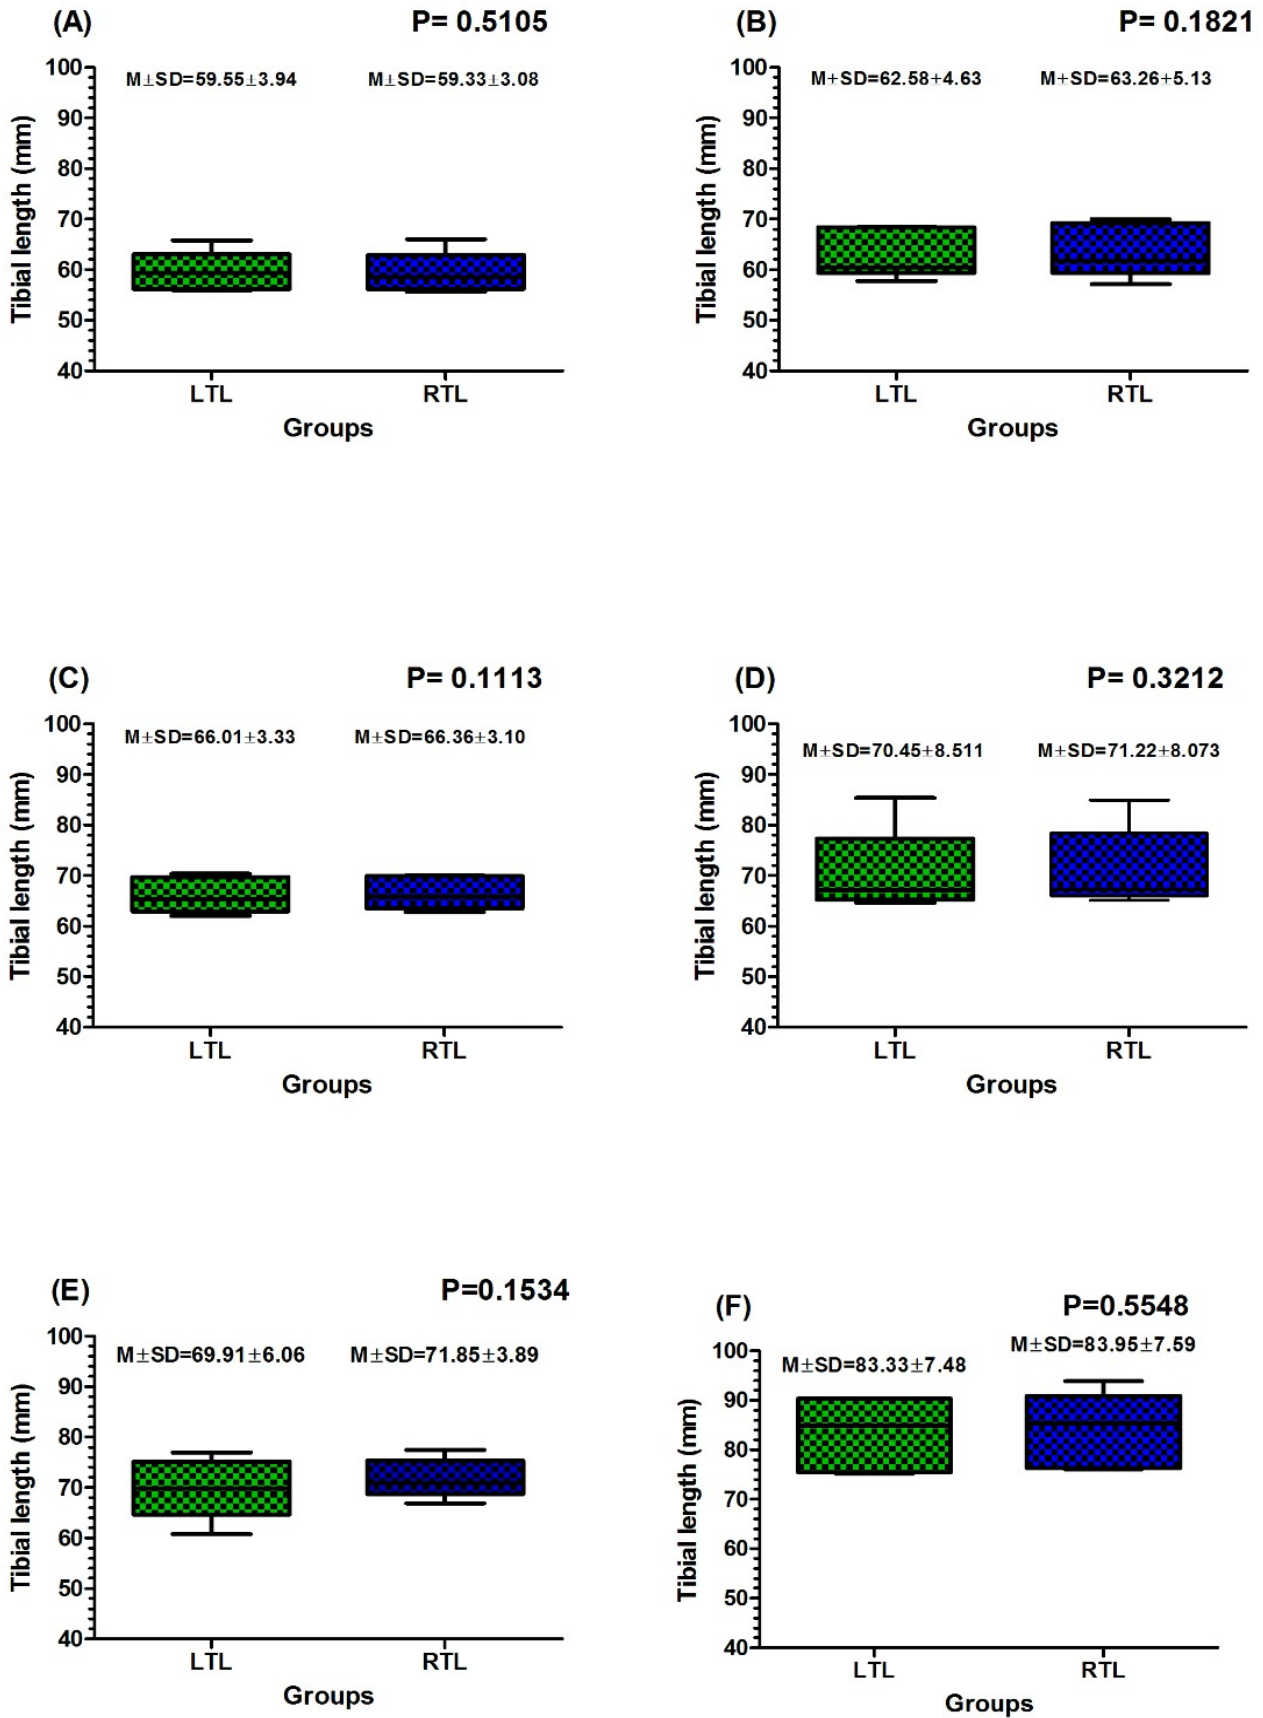 (A) P= 0.5105
M±SD=59.55±3.94 M±SD=59.33±3.08
100
90
80
70
60
50
40
Tibial length (mm)
LTL RTL
Groups
(B) P= 0.1821
M±SD=62.58±4.63 M±SD=63.26±5.13
100
90
80
70
60
50
40
Tibial length (mm)
LTL RTL
Groups
(C) P= 0.1113
M±SD=66.01±3.33 M±SD=66.36±3.10
100
90
80
70
60
50
40
Tibial length (mm)
LTL RTL
Groups
(D) P= 0.3212
M±SD=70.45±8.511 M±SD=71.22±8.073
100
90
80
70
60
50
40
Tibial length (mm)
LTL RTL
Groups
(E) P=0.1534
M±SD=69.91±6.06 M±SD=71.85±3.89
100
90
80
70
60
50
40
Tibial length (mm)
LTL RTL
Groups
(F) P=0.5548
M±SD=83.33±7.48 M±SD=83.95±7.59
100
90
80
70
60
50
40
Tibial length (mm)
LTL RTL
Groups